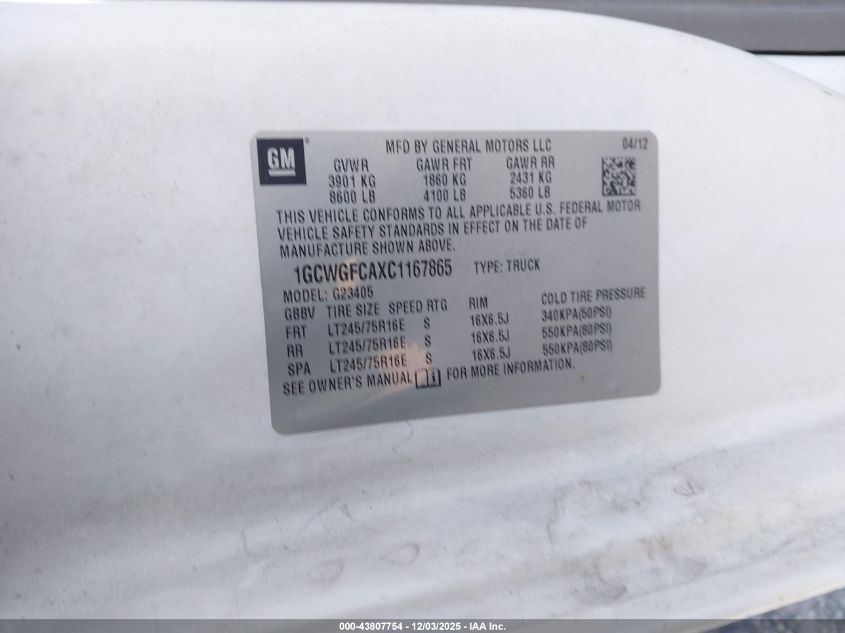 GM
MFD BY GENERAL MOTORS LLC 04/12
GVWR GAWR FRT GAWR RR
3901 KG 1860 KG 2431 KG
8600 LB 4100 LB 5360 LB
THIS VEHICLE CONFORMS TO ALL APPLICABLE U.S. FEDERAL MOTOR
VEHICLE SAFETY STANDARDS IN EFFECT ON THE DATE OF
MANUFACTURE SHOWN ABOVE.
1GCWGFCAXC1167865 TYPE: TRUCK
MODEL: G23405
GBBV TIRE SIZE SPEED RTG RIM COLD TIRE PRESSURE
FRT LT245/75R16E S 16X6.5J 340KPA(50PSI)
RR LT245/75R16E S 16X6.5J 550KPA(80PSI)
SPA LT245/75R16E S 16X6.5J 550KPA(80PSI)
SEE OWNER'S MANUAL FOR MORE INFORMATION.
000-43807754 - 12/03/2025 - IAA Inc.